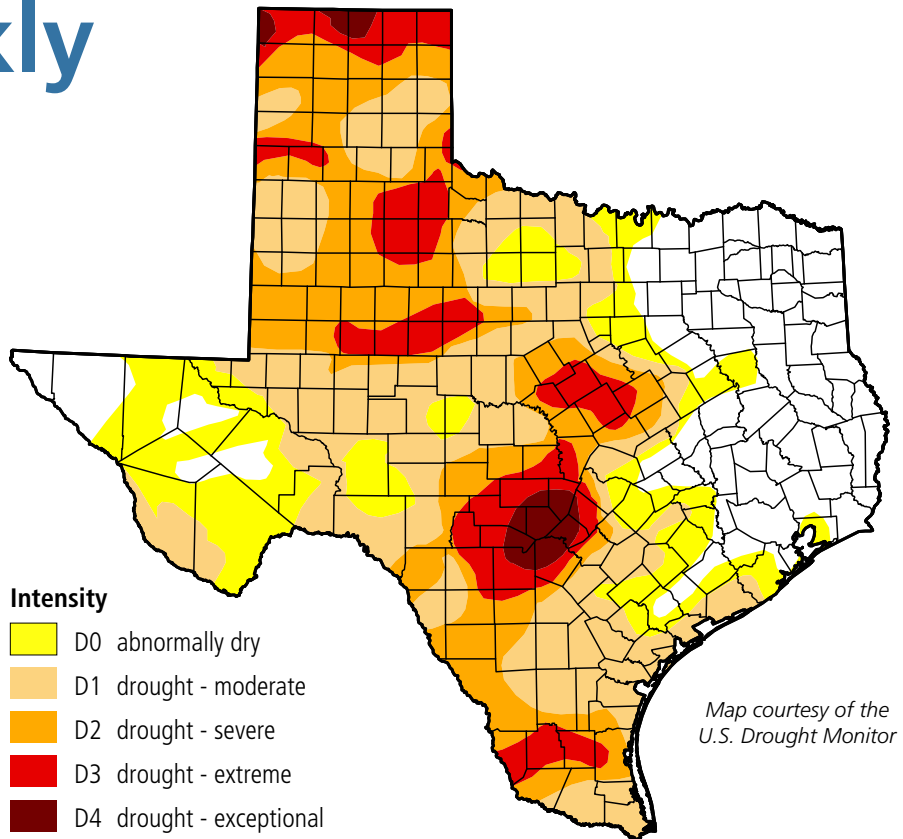 kly
Intensity
D0 abnormally dry
D1 drought - moderate
D2 drought - severe
D3 drought - extreme
D4 drought - exceptional
Map courtesy of the
U.S. Drought Monitor